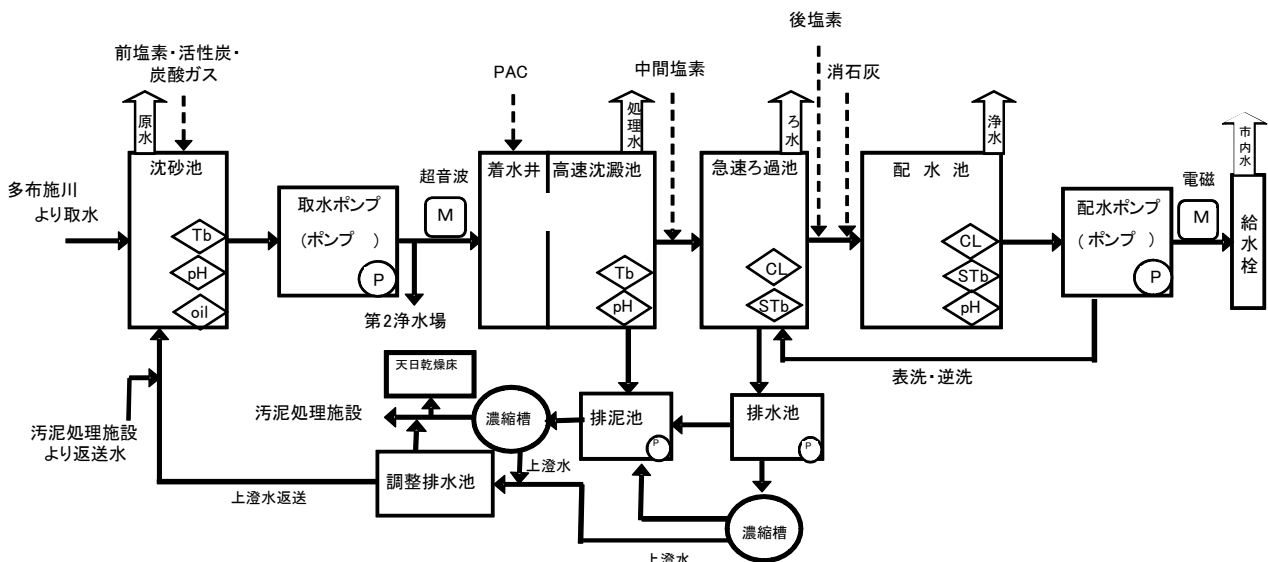 前塩素・活性炭・
炭酸ガス
PAC
中間塩素
後塩素
消石灰
原水
処理水
ろ水
浄水
市内水
沈砂池
着水井
高速沈澱池
急速ろ過池
配 水 池
多布施川
より取水
取水ポンプ
(ポンプ )
超音波
M
配水ポンプ
(ポンプ )
電磁
M
給水栓
Tb
pH
oil
P
Tb
pH
CL
STb
CL
STb
pH
P
第2浄水場
表洗・逆洗
天日乾燥床
汚泥処理施設
濃縮槽
排泥池
P
排水池
P
汚泥処理施設
より返送水
上澄水
調整排水池
上澄水返送
濃縮槽
上澄水